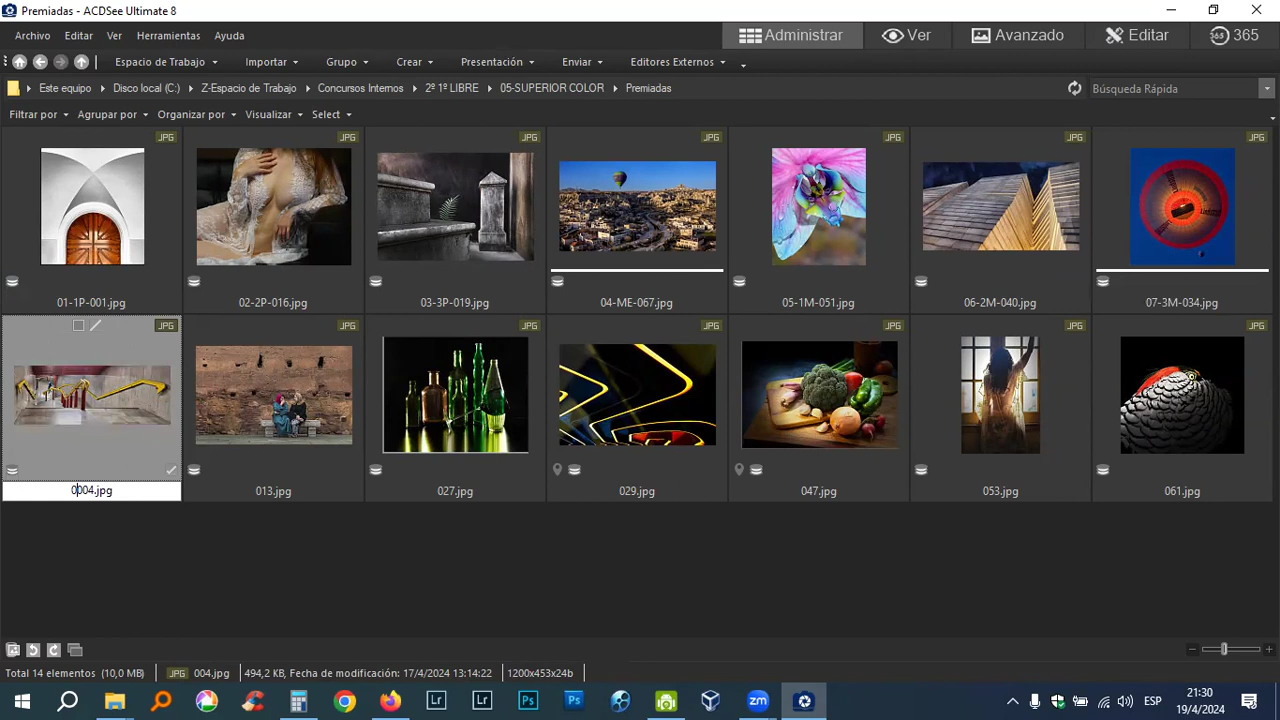 Premiadas - ACDSee Ultimate 8
Archivo Editar Ver Herramientas Ayuda
Administrar Ver Avanzado Editar 365 365
Espacio de Trabajo Importar Grupo Crear Presentación Enviar Editores Externos
Este equipo Disco local (C:) Z-Espacio de Trabajo Concursos Internos 2º 1º LIBRE 05-SUPERIOR COLOR Premiadas Búsqueda Rápida
Filtrar por Agrupar por Organizar por Visualizar Select
JPG JPG JPG JPG JPG JPG JPG
01-1P-001.jpg 02-2P-016.jpg 03-3P-019.jpg 04-ME-067.jpg 05-1M-051.jpg 06-2M-040.jpg 07-3M-034.jpg
JPG JPG JPG JPG JPG JPG JPG
0004.jpg 013.jpg 027.jpg 029.jpg 047.jpg 053.jpg 061.jpg
Total 14 elementos (10,0 MB) JPG 004.jpg 494,2 KB, Fecha de modificación: 17/4/2024 13:14:22 1200x453x24b
Lr Lr Ps Ps zm ESP 21:30
19/4/2024